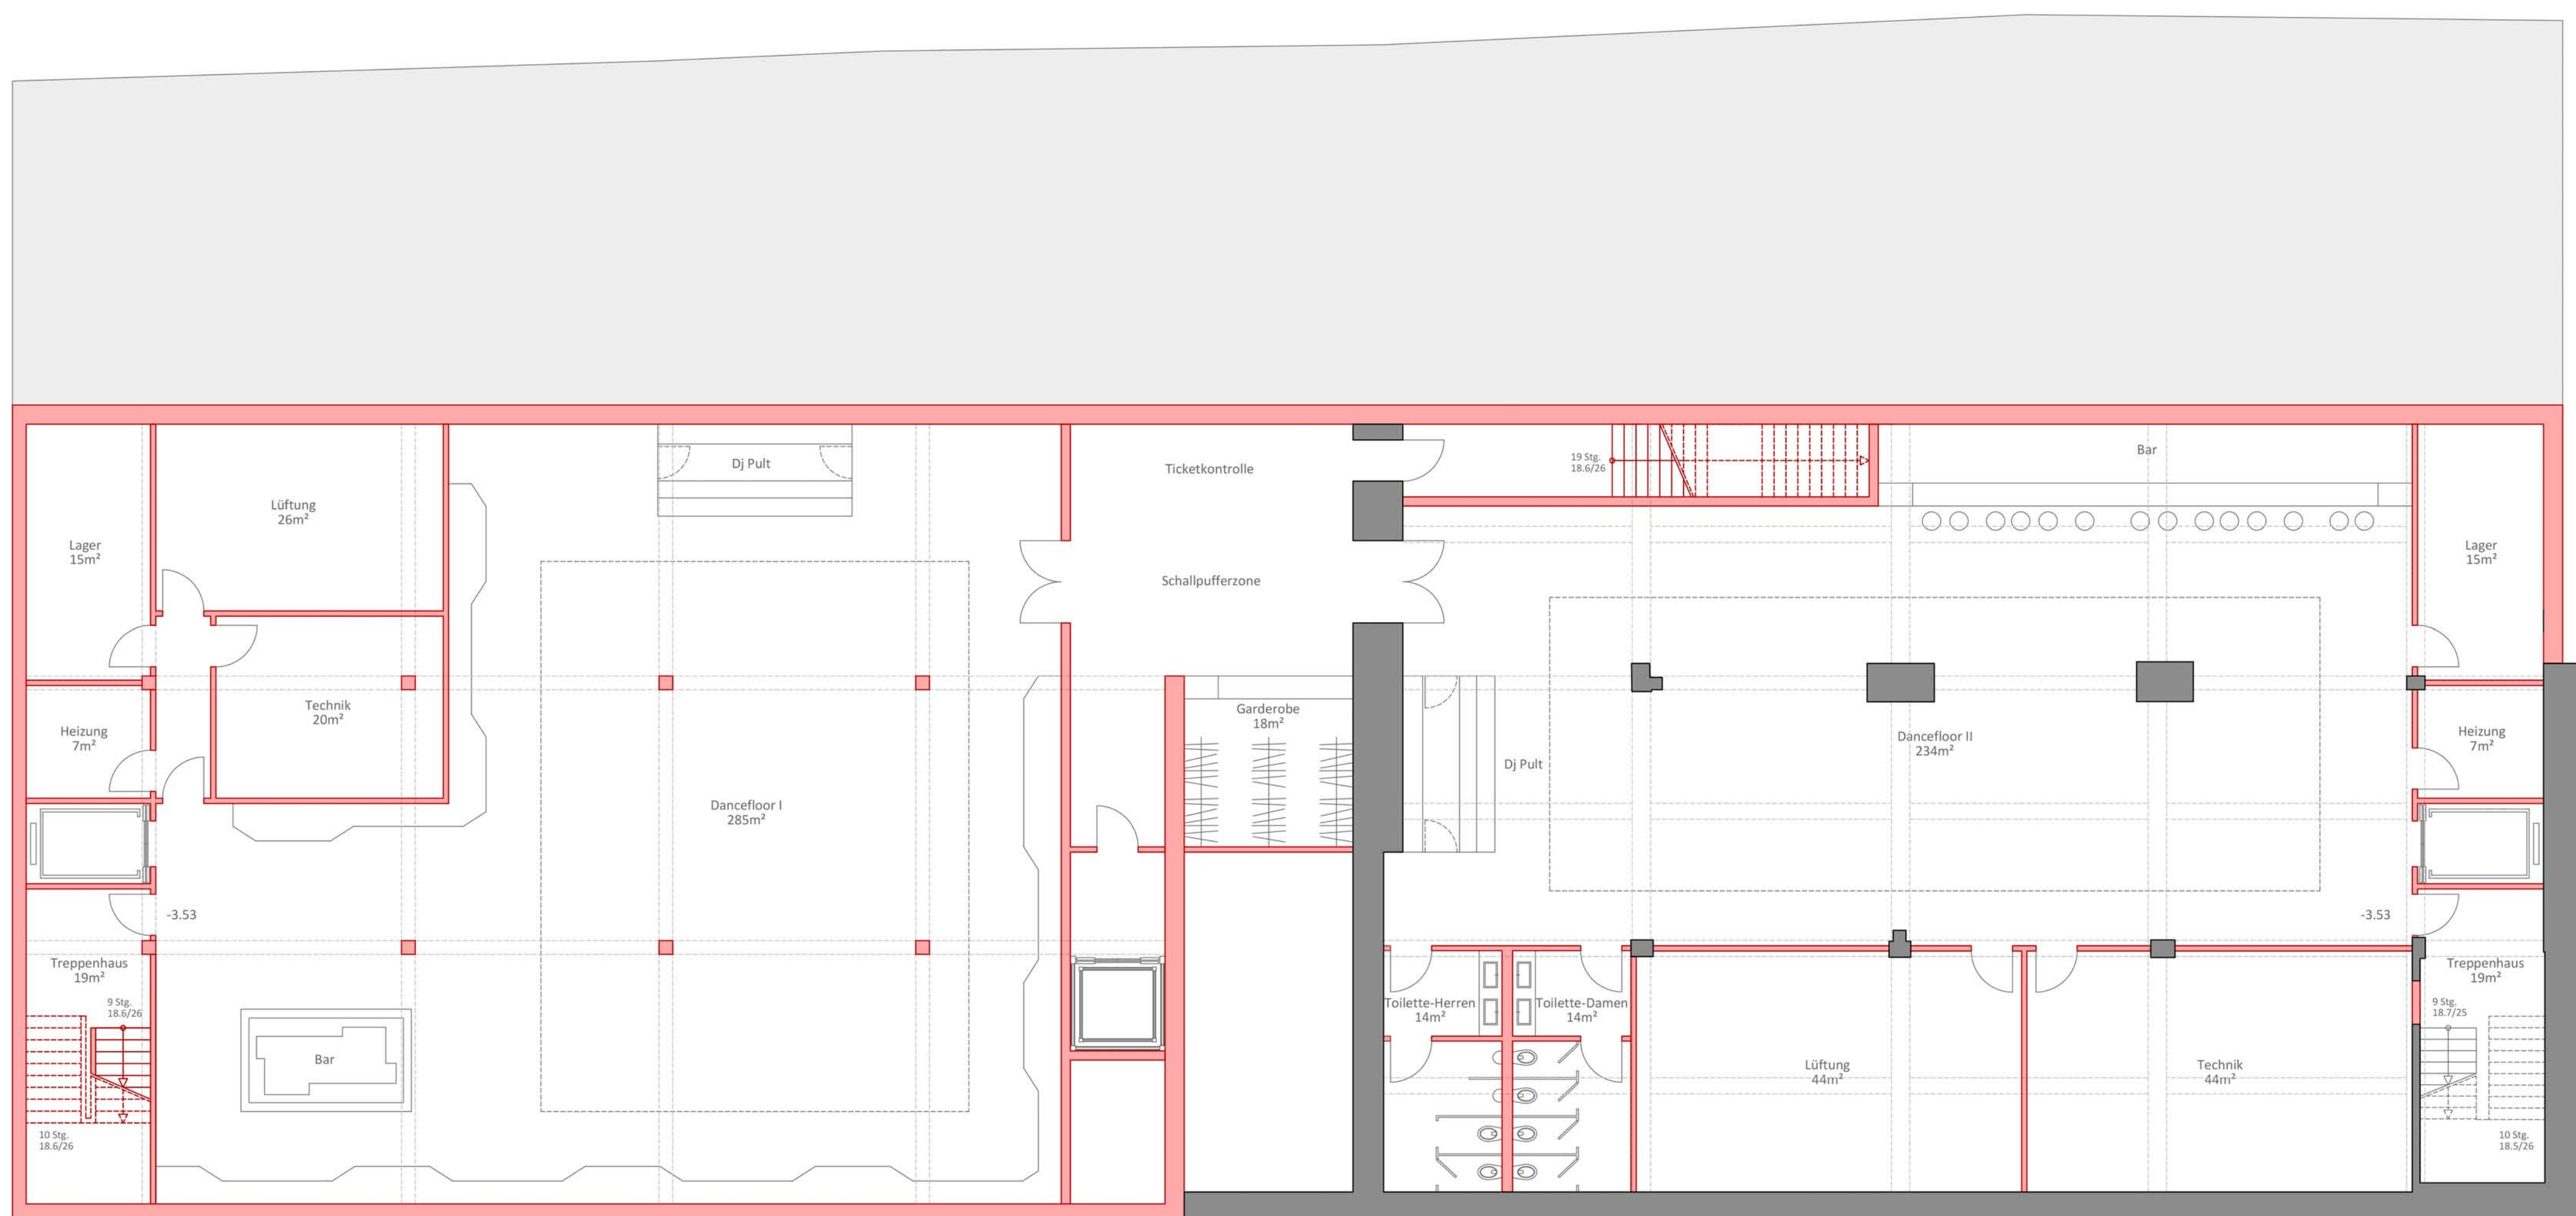 Dj Pult
Ticketkontrolle
19 Stg.
18.6/26
Bar
Lüftung
26m²
Lager
15m²
Lager
15m²
Schallpufferzone
Technik
20m²
Heizung
7m²
Garderobe
18m²
Dj Pult
Dancefloor II
234m²
Heizung
7m²
Dancefloor I
285m²
-3.53
-3.53
Treppenhaus
19m²
9 Stg.
18.6/26
10 Stg.
18.6/26
Bar
Toilette-Herren
14m²
Toilette-Damen
14m²
Lüftung
44m²
Technik
44m²
Treppenhaus
19m²
9 Stg.
18.7/25
10 Stg.
18.5/26